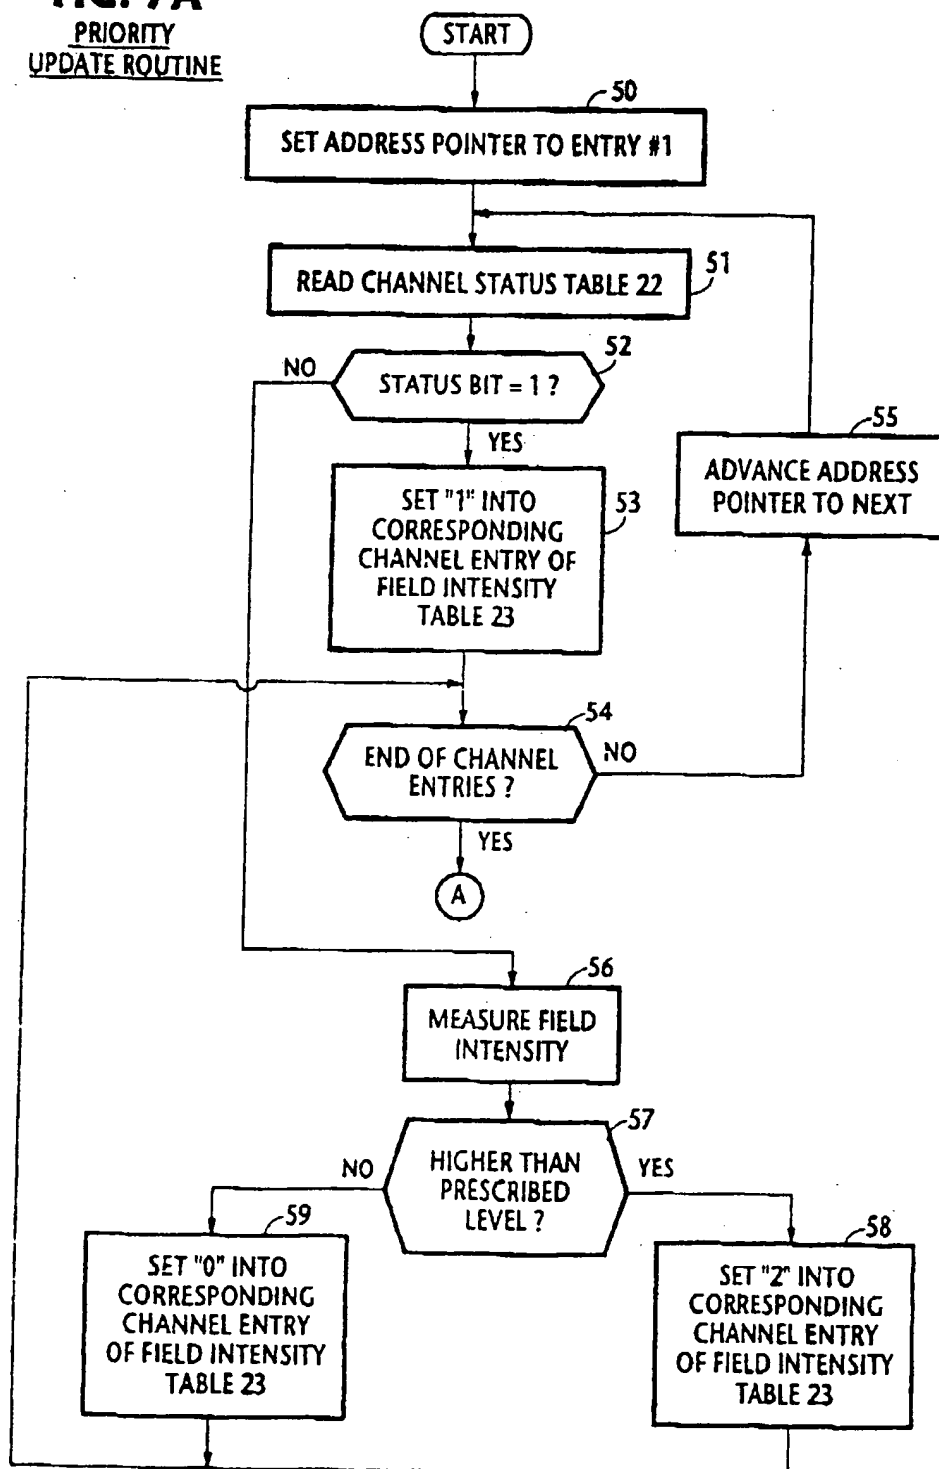 FIG. 7A
PRIORITY
UPDATE ROUTINE
START
50
SET ADDRESS POINTER TO ENTRY #1
51
READ CHANNEL STATUS TABLE 22
52
NO
STATUS BIT = 1 ?
YES
55
ADVANCE ADDRESS
POINTER TO NEXT
53
SET "1" INTO
CORRESPONDING
CHANNEL ENTRY OF
FIELD INTENSITY
TABLE 23
54
END OF CHANNEL
ENTRIES ?
NO
YES
A
56
MEASURE FIELD
INTENSITY
57
NO
HIGHER THAN
PRESCRIBED
LEVEL ?
YES
59
SET "0" INTO
CORRESPONDING
CHANNEL ENTRY
OF FIELD INTENSITY
TABLE 23
58
SET "2" INTO
CORRESPONDING
CHANNEL ENTRY
OF FIELD INTENSITY
TABLE 23